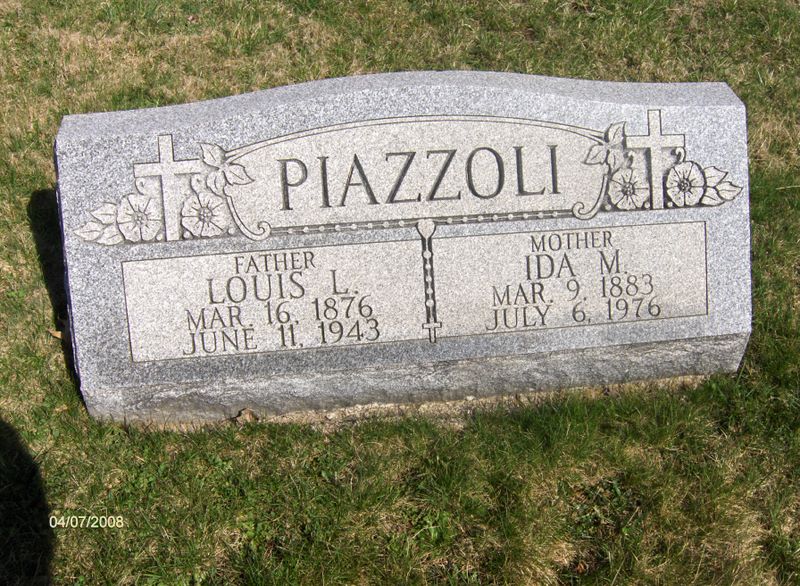 PIAZZOLI
FATHER
LOUIS L.
MAR. 16, 1876
JUNE 11, 1943
MOTHER
IDA M.
MAR. 9, 1883
JULY 6, 1976
04/07/2008